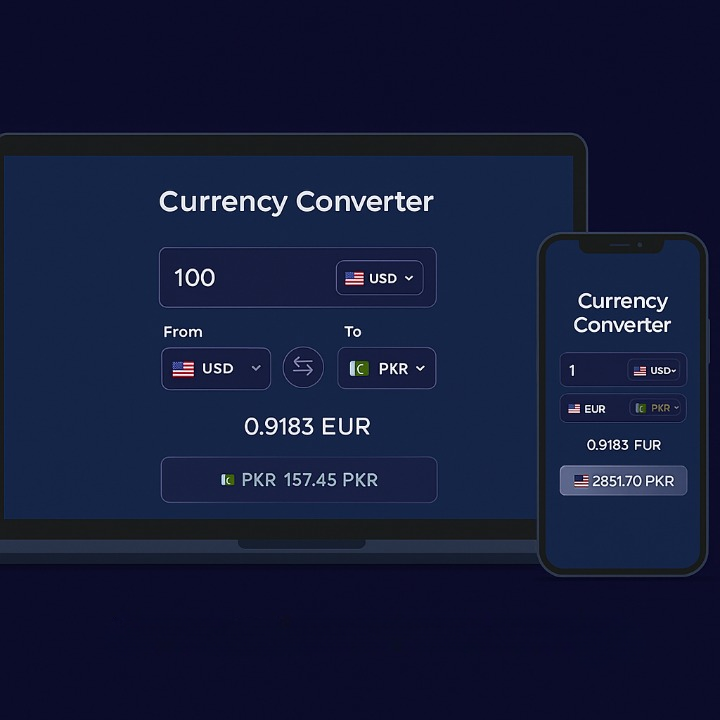 Currency Converter
100 USD
From To
USD PKR
0.9183 EUR
PKR 157.45 PKR
Currency
Converter
1 USD
EUR PKR
0.9183 FUR
2851.70 PKR